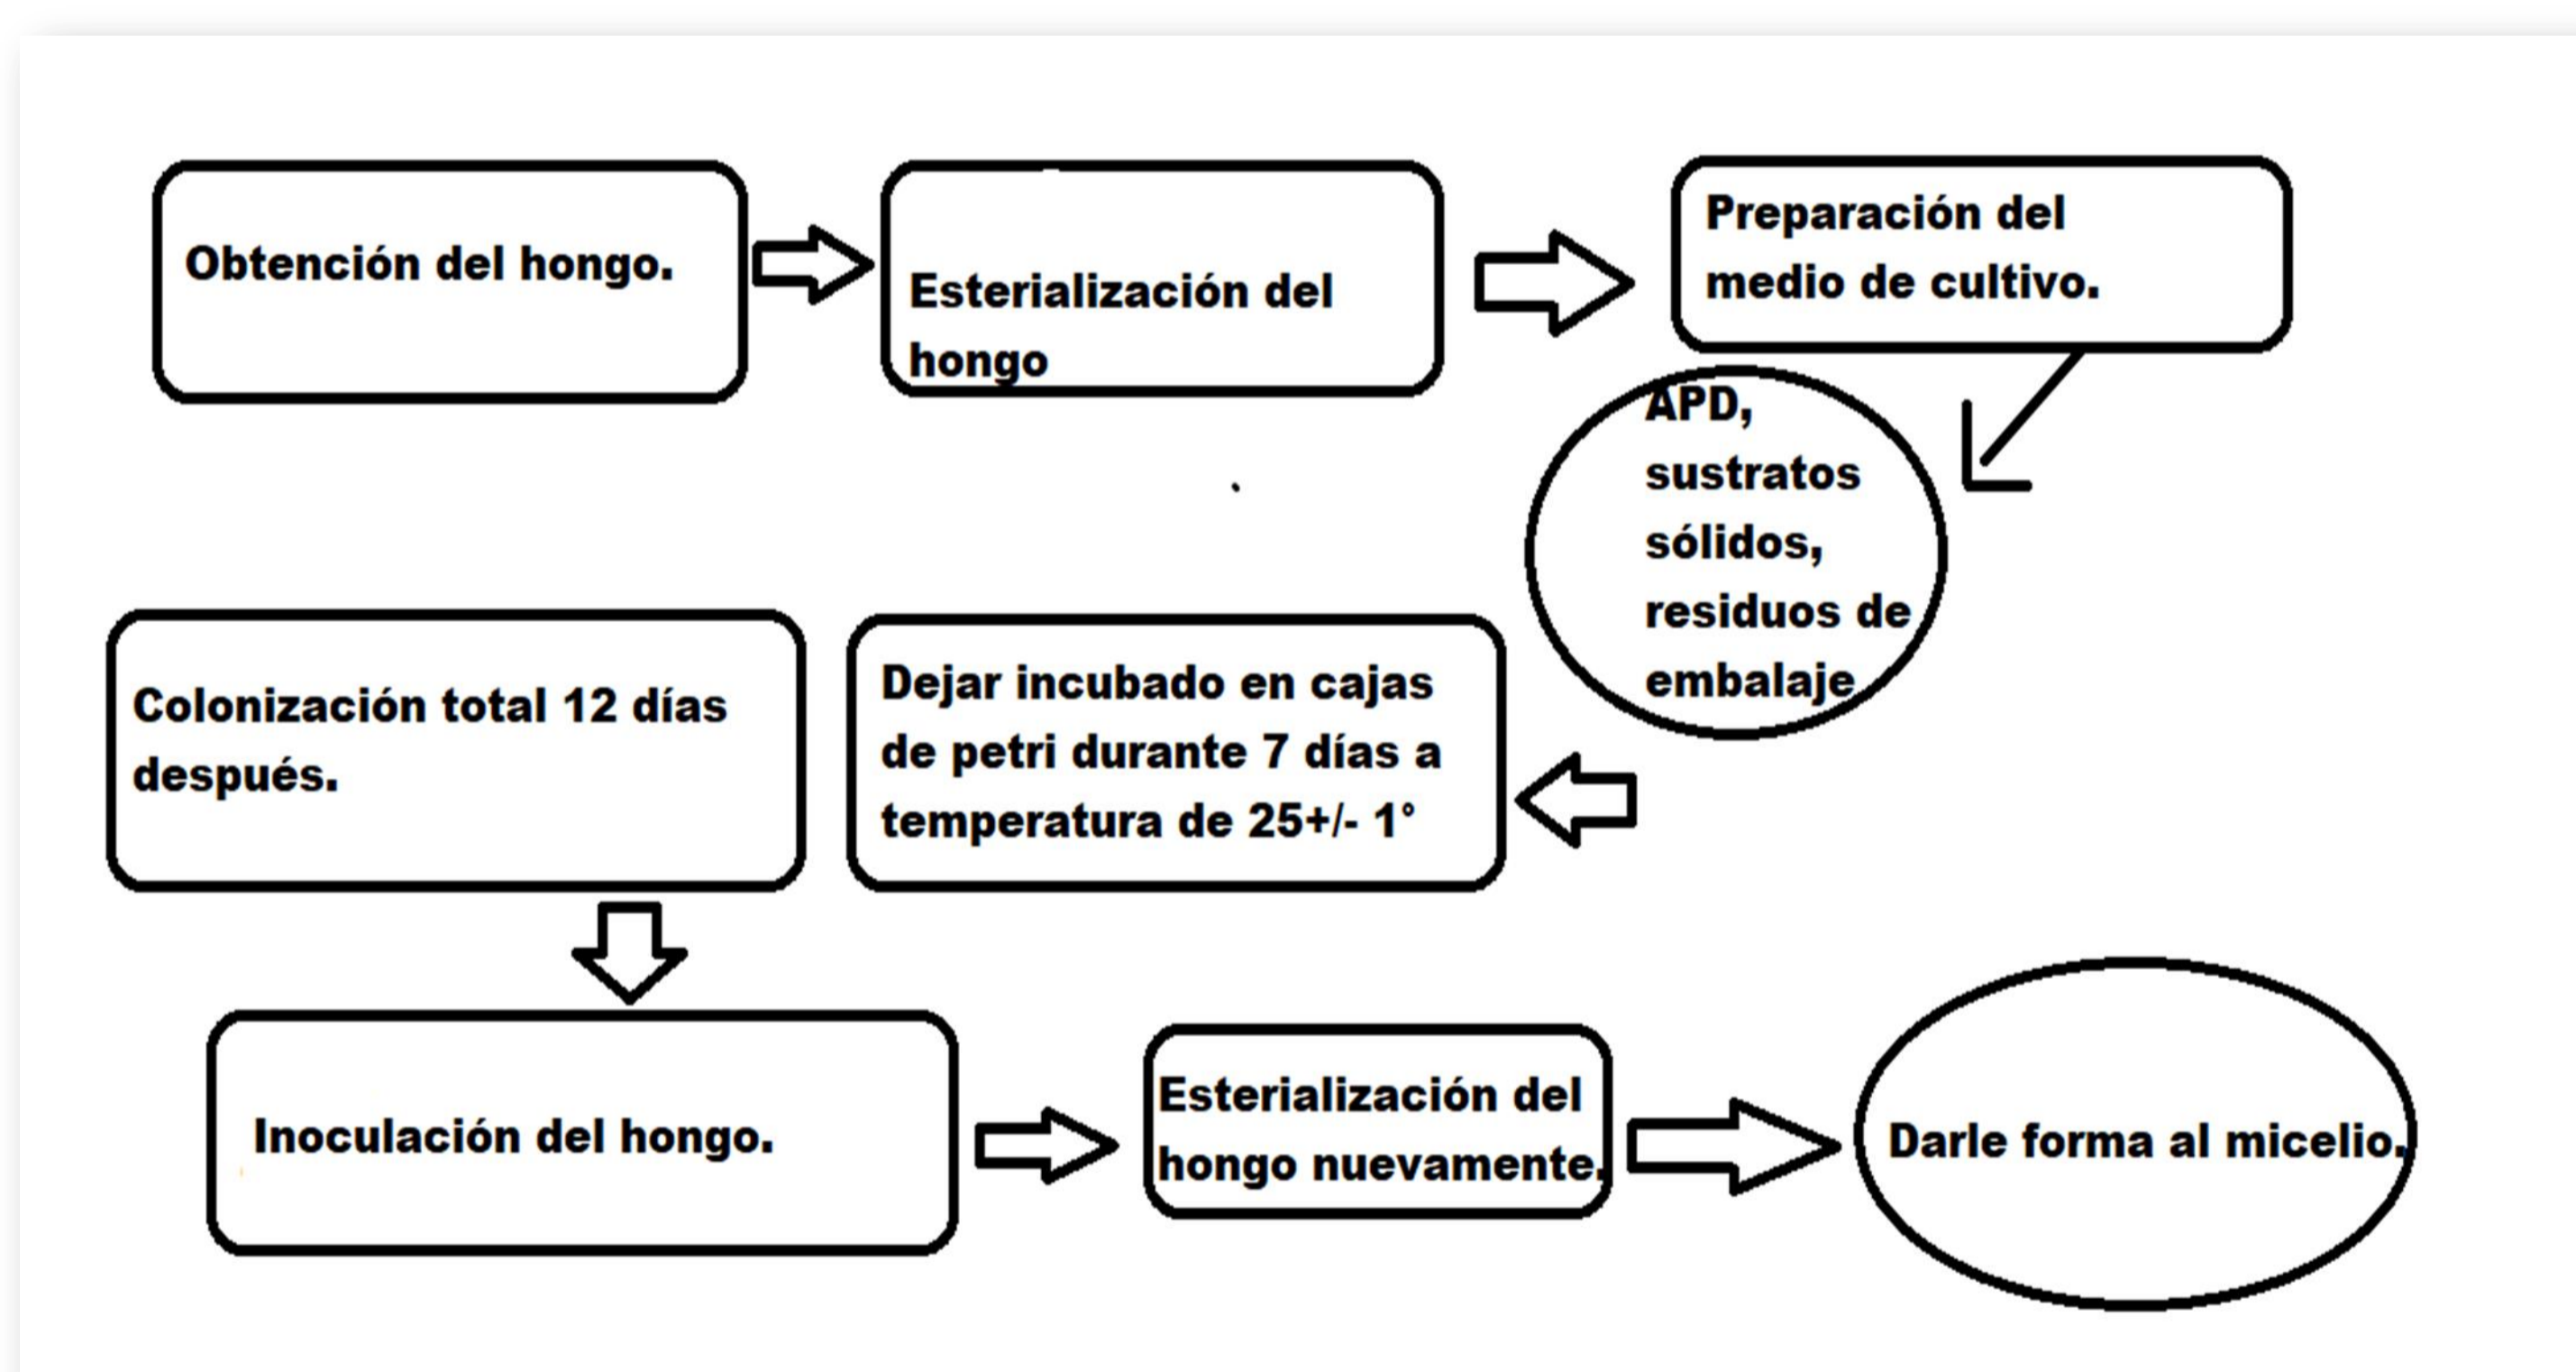 Obtención del hongo.
Esterialización del
hongo
Preparación del
medio de cultivo.
APD,
sustratos
sólidos,
residuos de
embalaje
Dejar incubado en cajas
de petri durante 7 días a
temperatura de 25+/- 1°
Colonización total 12 días
después.
Inoculación del hongo.
Esterialización del
hongo nuevamente.
Darle forma al micelio.